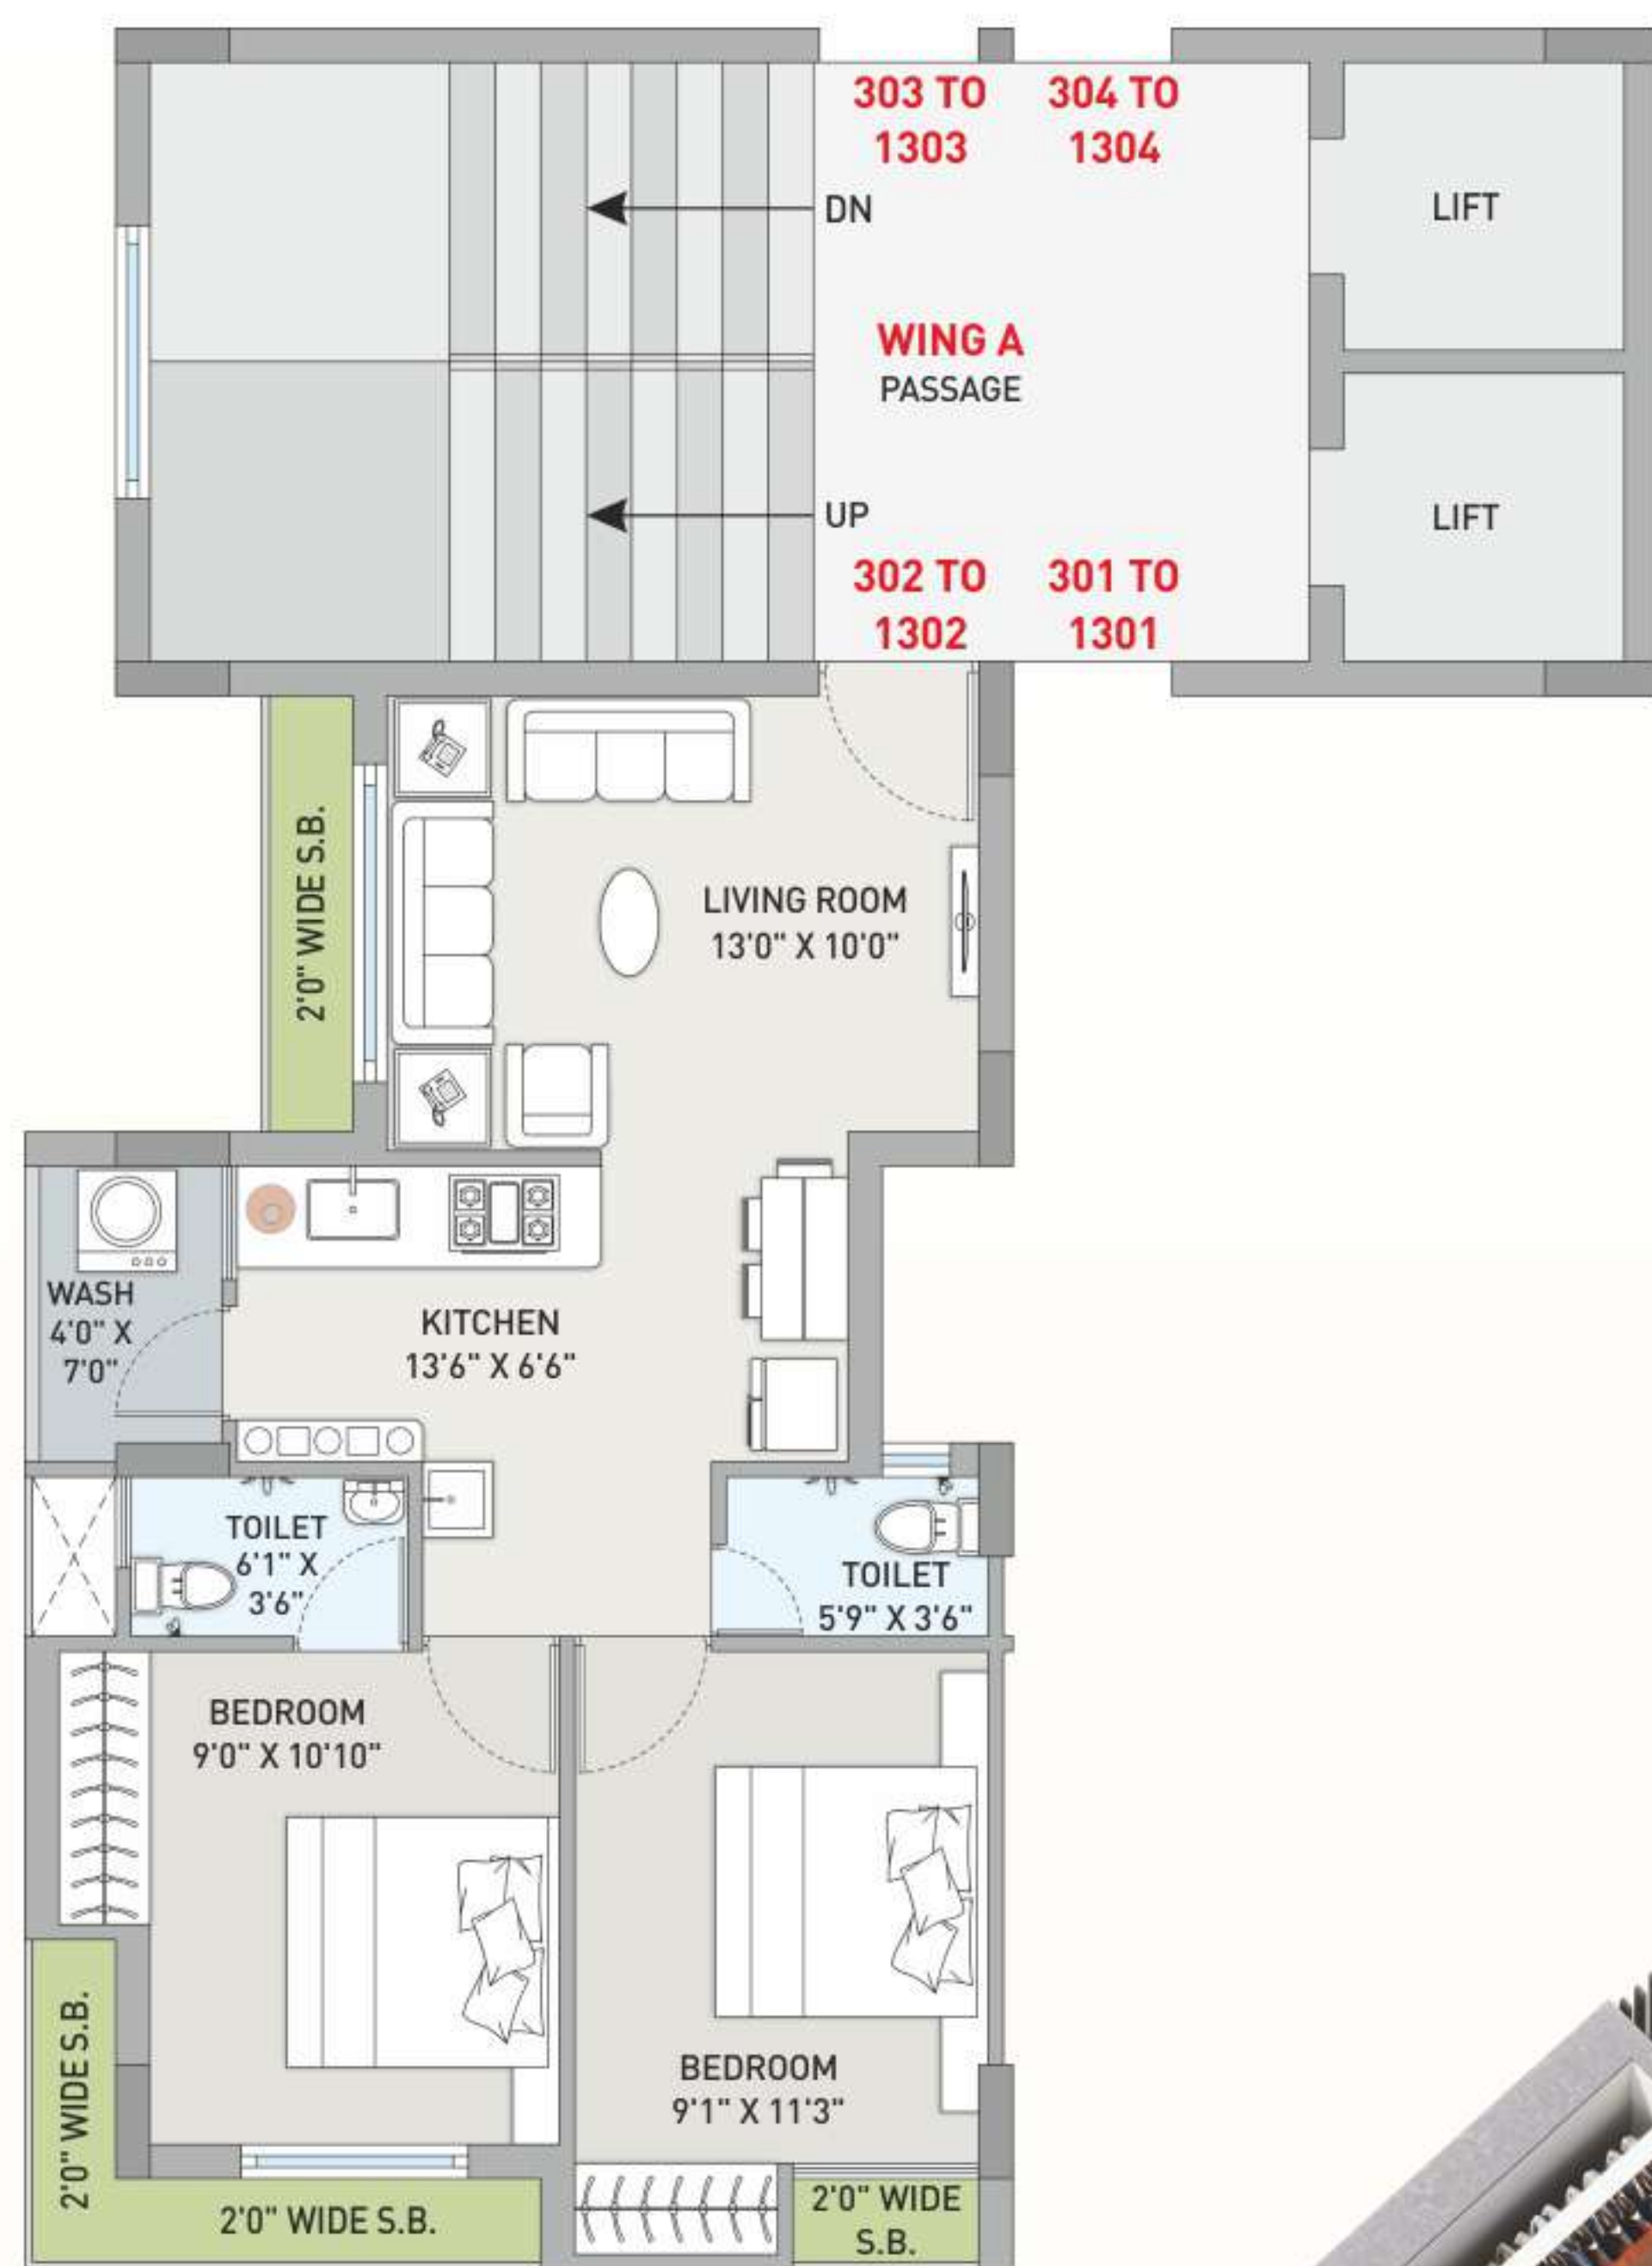 303 TO
1303
304 TO
1304
DN
LIFT
WING A
PASSAGE
UP
LIFT
302 TO
1302
301 TO
1301
2'0" WIDE S.B.
LIVING ROOM
13'0" X 10'0"
WASH
4'0" X
7'0"
KITCHEN
13'6" X 6'6"
TOILET
6'1" X
3'6"
TOILET
5'9" X 3'6"
BEDROOM
9'0" X 10'10"
BEDROOM
9'1" X 11'3"
2'0" WIDE S.B.
2'0" WIDE S.B.
2'0" WIDE
S.B.